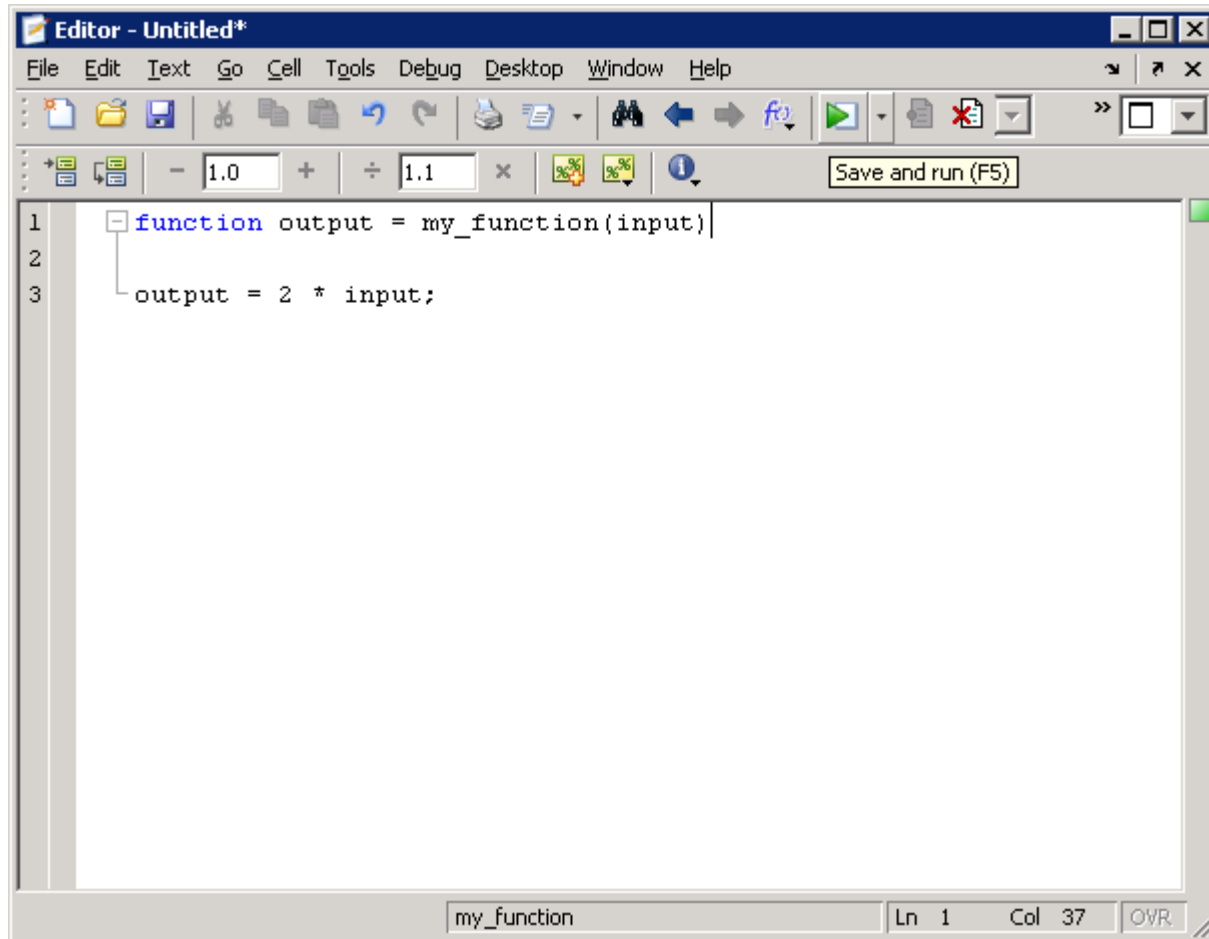 Editor - Untitled*
File Edit Text Go Cell Tools Debug Desktop Window Help
- 1.0 + ÷ 1.1 ×
Save and run (F5)
1 function output = my_function(input)
2
3 output = 2 * input;
my_function Ln 1 Col 37 OVR